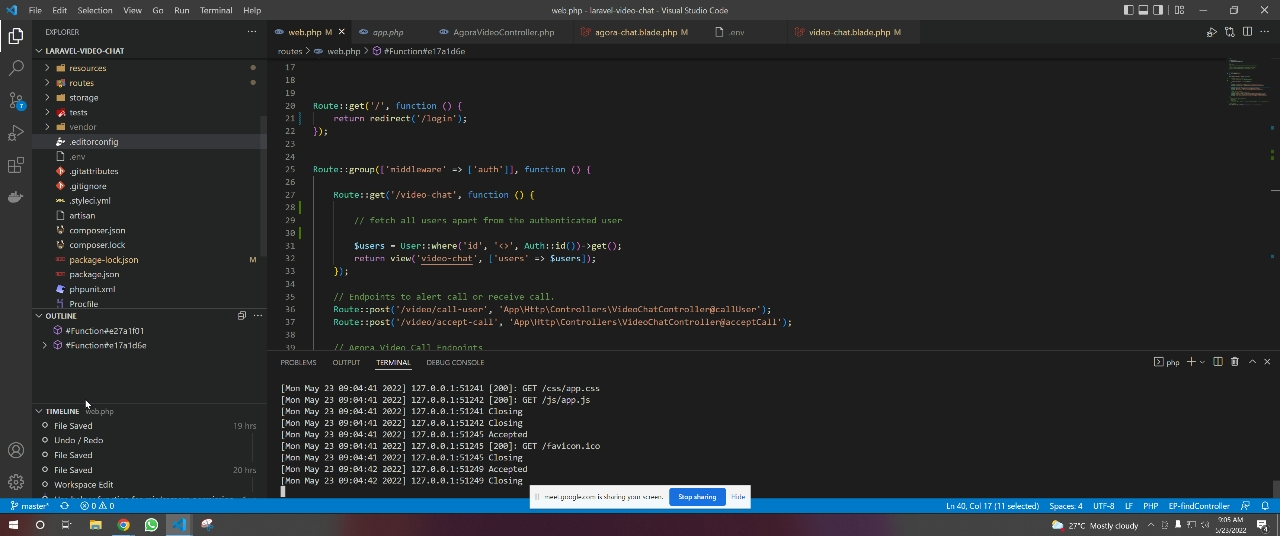 File Edit Selection View Go Run Terminal Help
web.php - laravel-video-chat - Visual Studio Code
EXPLORER
LARAVEL-VIDEO-CHAT
resources
routes
storage
tests
vendor
.editorconfig
.env
.gitattributes
.gitignore
.styleci.yml
artisan
composer.json
composer.lock
package-lock.json M
package.json
phpunit.xml
Procfile
OUTLINE
#Function#e27a1f01
#Function#e17a1d6e
TIMELINE web.php
File Saved 19 hrs
Undo / Redo
File Saved
File Saved 20 hrs
Workspace Edit
web.php M app.php AgoraVideoController.php agora-chat.blade.php M .env video-chat.blade.php M
routes > web.php > #Function#e17a1d6e
17
18
19
20 Route::get('/', function () {
21 return redirect('/login');
22 });
23
24
25 Route::group(['middleware' => ['auth']], function () {
26
27 Route::get('/video-chat', function () {
28
29 // fetch all users apart from the authenticated user
30
31 $users = User::where('id', '<>', Auth::id())->get();
32 return view('video-chat', ['users' => $users]);
33 });
34
35 // Endpoints to alert call or receive call.
36 Route::post('/video/call-user', 'App\Http\Controllers\VideoChatController@callUser');
37 Route::post('/video/accept-call', 'App\Http\Controllers\VideoChatController@acceptCall');
38
39 // Agora Video Call Endpoints
PROBLEMS OUTPUT TERMINAL DEBUG CONSOLE
php
[Mon May 23 09:04:41 2022] 127.0.0.1:51241 [200]: GET /css/app.css
[Mon May 23 09:04:41 2022] 127.0.0.1:51242 [200]: GET /js/app.js
[Mon May 23 09:04:41 2022] 127.0.0.1:51241 Closing
[Mon May 23 09:04:41 2022] 127.0.0.1:51242 Closing
[Mon May 23 09:04:41 2022] 127.0.0.1:51245 Accepted
[Mon May 23 09:04:41 2022] 127.0.0.1:51245 [200]: GET /favicon.ico
[Mon May 23 09:04:41 2022] 127.0.0.1:51245 Closing
[Mon May 23 09:04:42 2022] 127.0.0.1:51249 Accepted
[Mon May 23 09:04:42 2022] 127.0.0.1:51249 Closing
meet.google.com is sharing your screen. Stop sharing Hide
master* 0 0 Ln 40, Col 17 (11 selected) Spaces: 4 UTF-8 LF PHP EP-findController
27°C Mostly cloudy
9:05 AM
5/23/2022